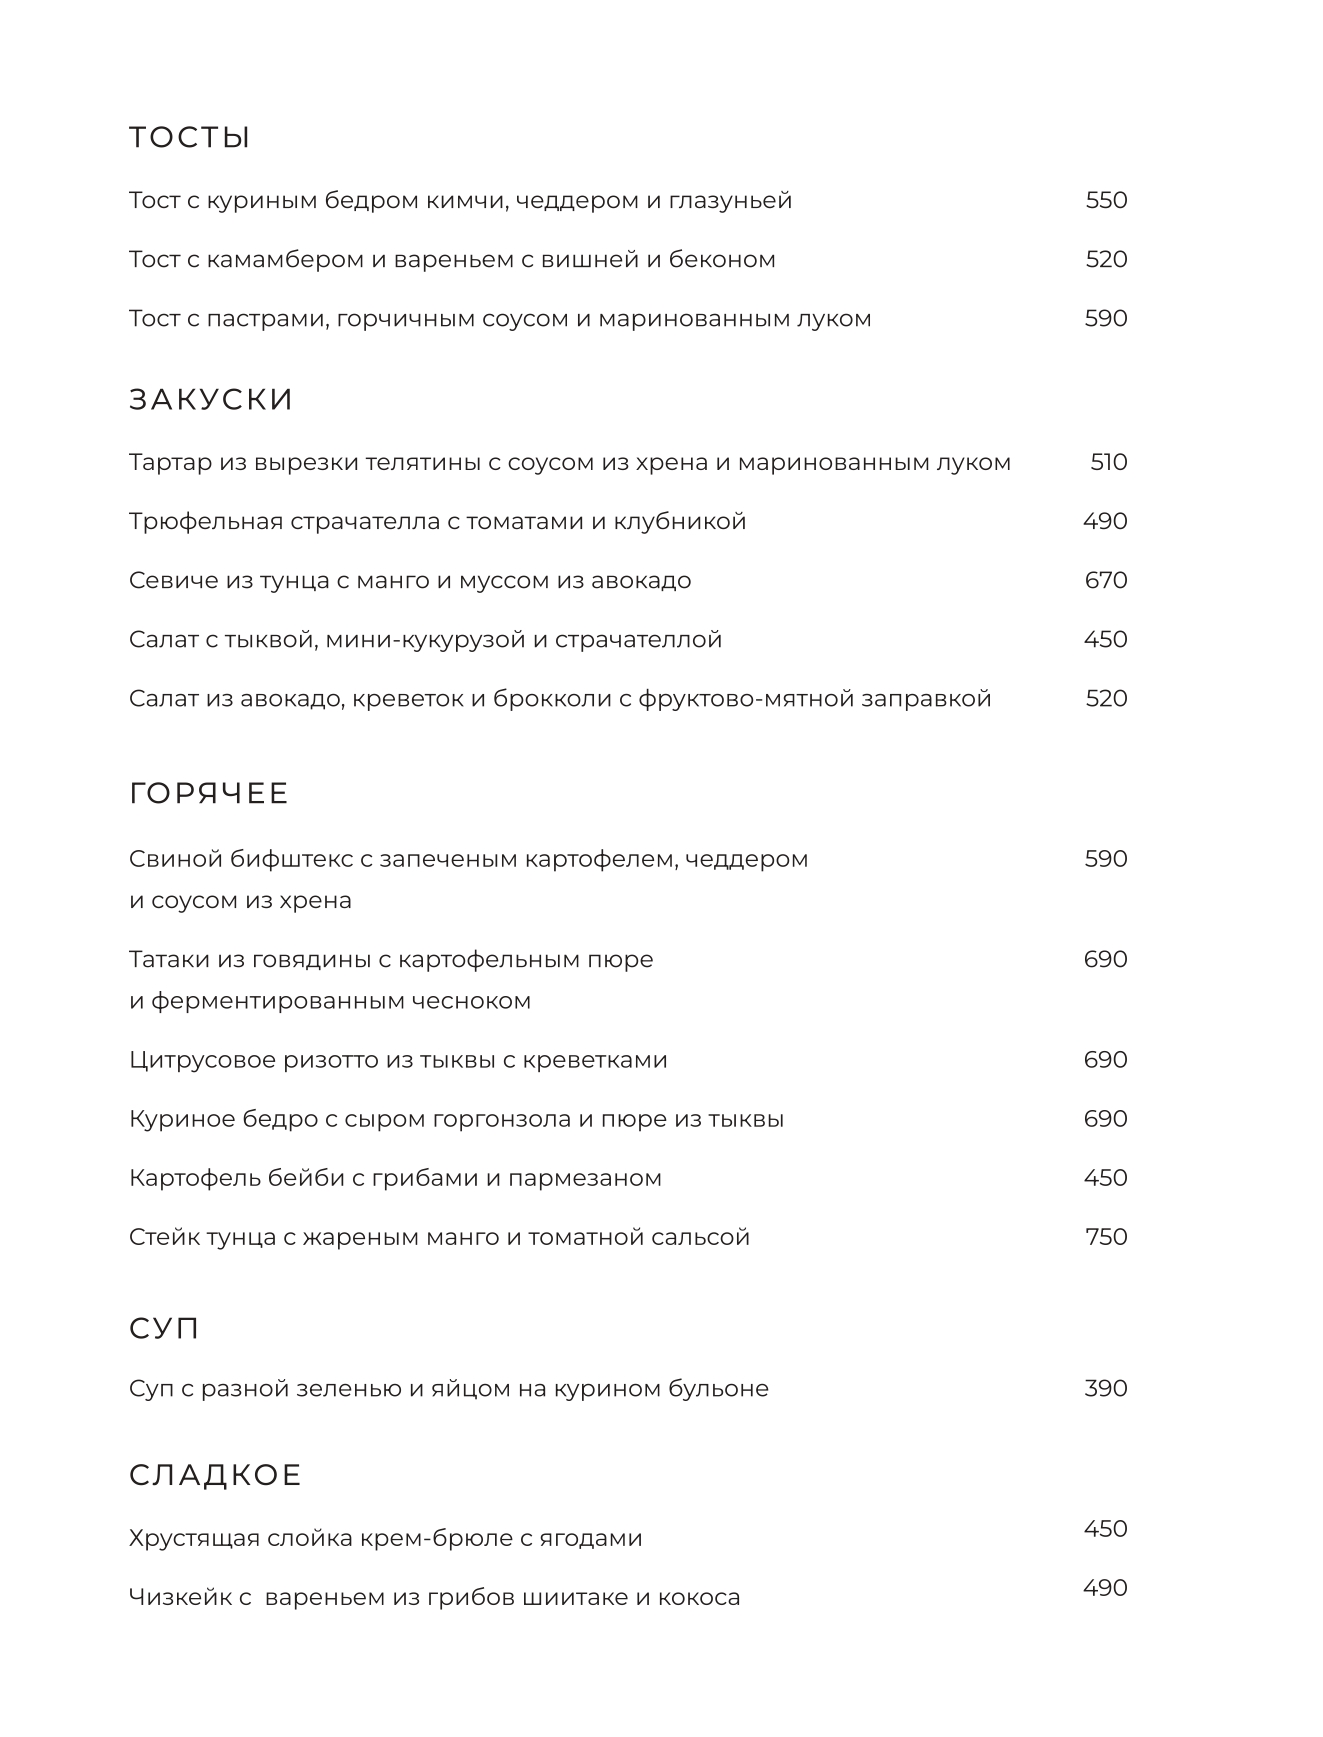 ТОСТЫ
Тост с куриным бедром кимчи, чеддером и глазуньей 550
Тост с камамбером и вареньем с вишней и беконом 520
Тост с пастрами, горчичным соусом и маринованным луком 590
ЗАКУСКИ
Тартар из вырезки телятины с соусом из хрена и маринованным луком 510
Трюфельная страчателла с томатами и клубникой 490
Севиче из тунца с манго и муссом из авокадо 670
Салат с тыквой, мини-кукурузой и страчателлой 450
Салат из авокадо, креветок и брокколи с фруктово-мятной заправкой 520
ГОРЯЧЕЕ
Свиной бифштекс с запеченым картофелем, чеддером 590
и соусом из хрена
Татаки из говядины с картофельным пюре 690
и ферментированным чесноком
Цитрусовое ризотто из тыквы с креветками 690
Куриное бедро с сыром горгонзола и пюре из тыквы 690
Картофель бейби с грибами и пармезаном 450
Стейк тунца с жареным манго и томатной сальсой 750
СУП
Суп с разной зеленью и яйцом на курином бульоне 390
СЛАДКОЕ
Хрустящая слойка крем-брюле с ягодами 450
Чизкейк с  вареньем из грибов шиитаке и кокоса 490